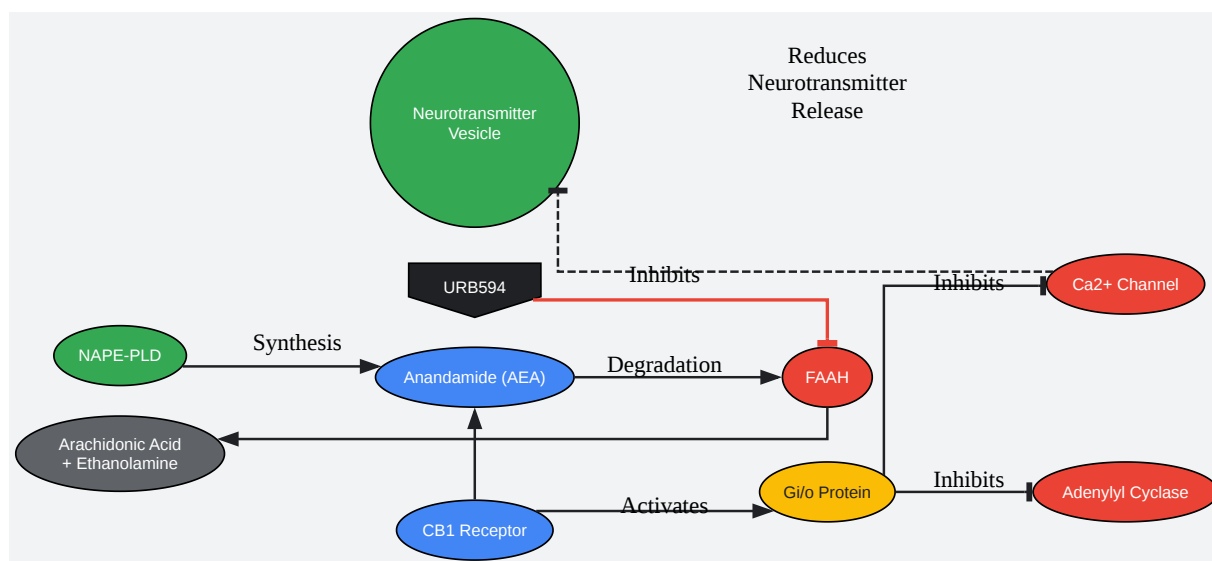 Reduces
Neurotransmitter
Release
Neurotransmitter
Vesicle
Inhibits
URB594
Inhibits
Ca2+ Channel
NAPE-PLD
Synthesis
Anandamide (AEA)
Degradation
FAAH
Arachidonic Acid
+ Ethanolamine
CB1 Receptor
Activates
Gi/o Protein
Inhibits
Adenylyl Cyclase